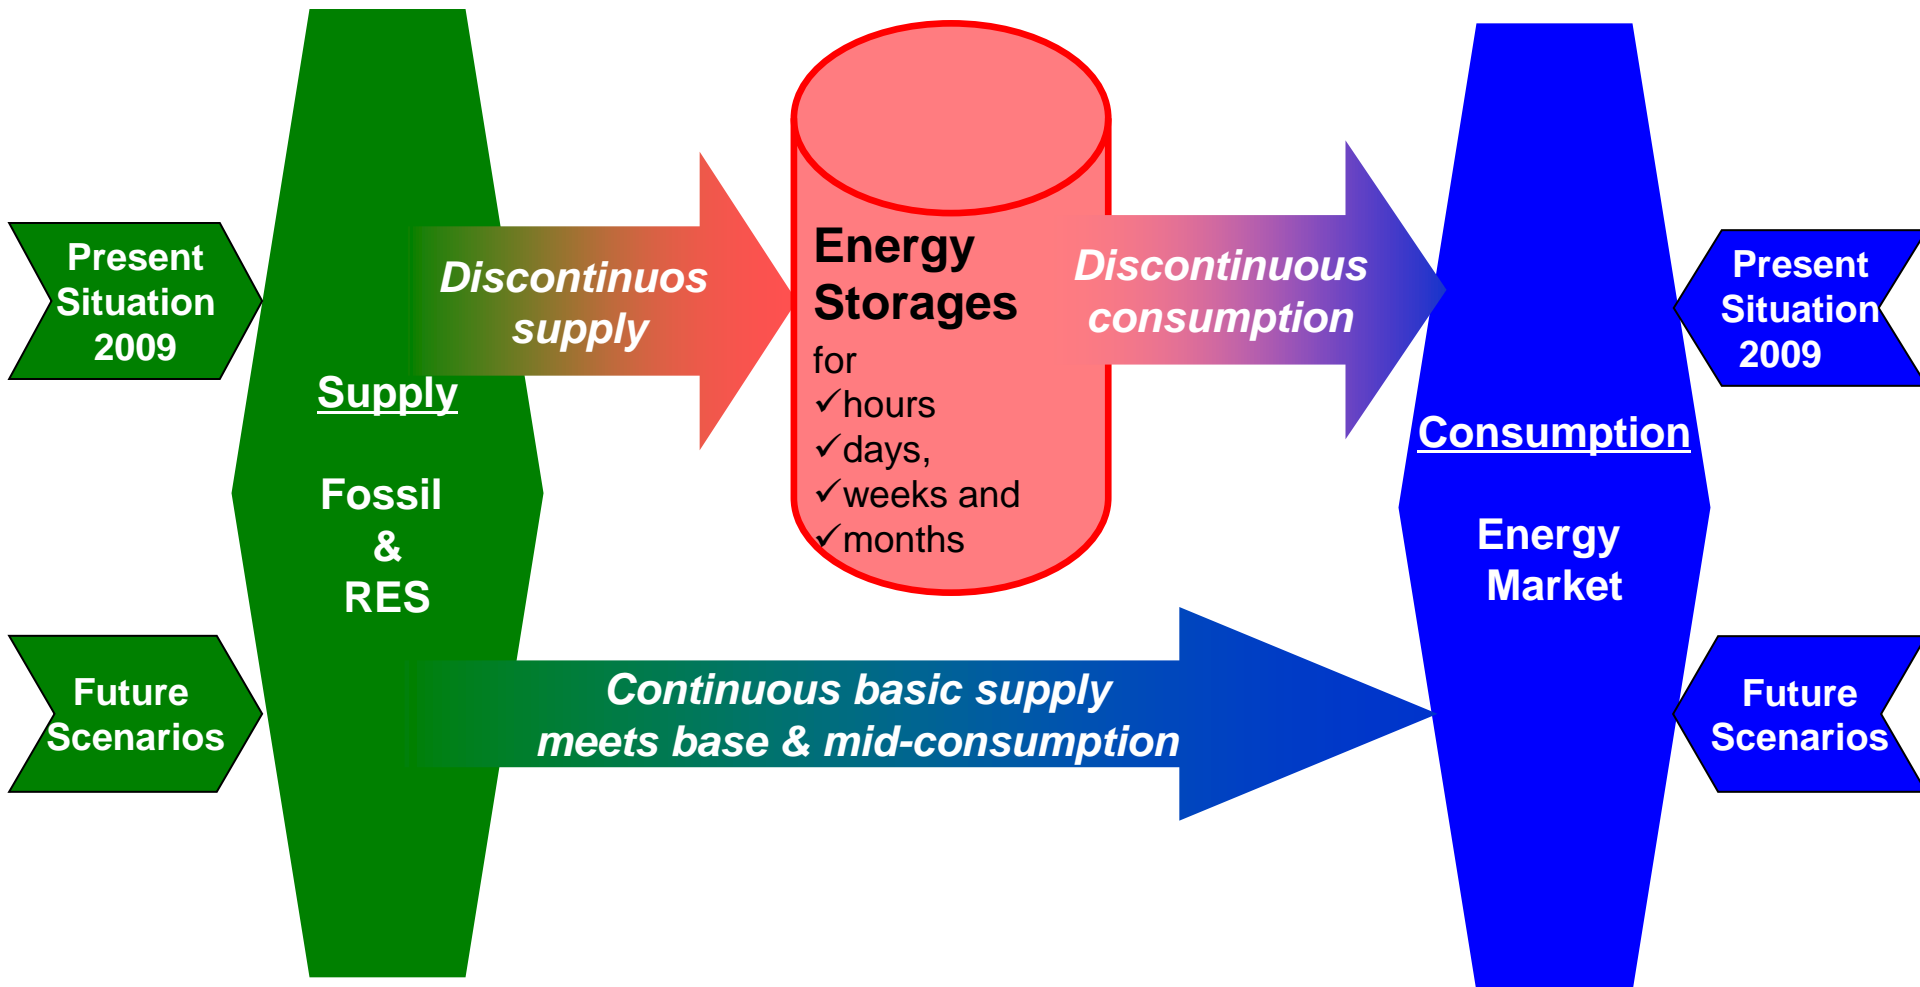 Present
Situation
2009
Future
Scenarios
Supply
Fossil
&
RES
Discontinuos
supply
Energy
Storages
for
✓hours
✓days,
✓weeks and
✓months
Discontinuous
consumption
Continuous basic supply
meets base & mid-consumption
Consumption
Energy
Market
Present
Situation
2009
Future
Scenarios